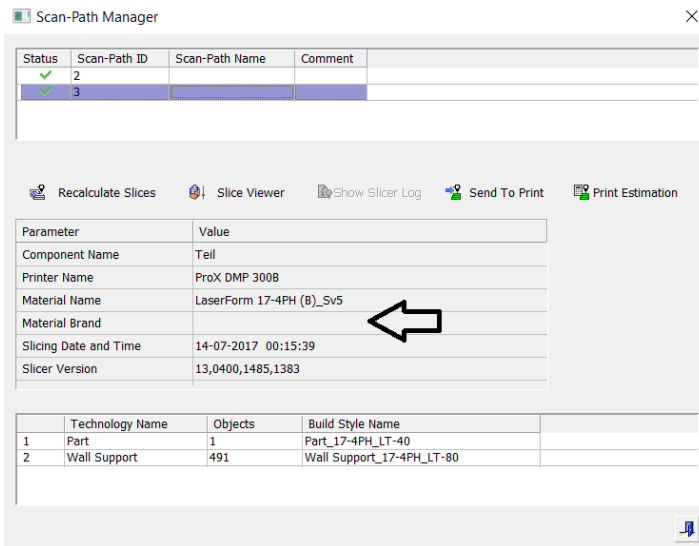 Scan-Path Manager
Status Scan-Path ID Scan-Path Name Comment
2
3
Recalculate Slices Slice Viewer Show Slicer Log Send To Print Print Estimation
Parameter Value
Component Name Teil
Printer Name ProX DMP 300B
Material Name LaserForm 17-4PH (B)_Sv5
Material Brand
Slicing Date and Time 14-07-2017 00:15:39
Slicer Version 13,0400,1485,1383
Technology Name Objects Build Style Name
1 Part 1 Part_17-4PH_LT-40
2 Wall Support 491 Wall Support_17-4PH_LT-80